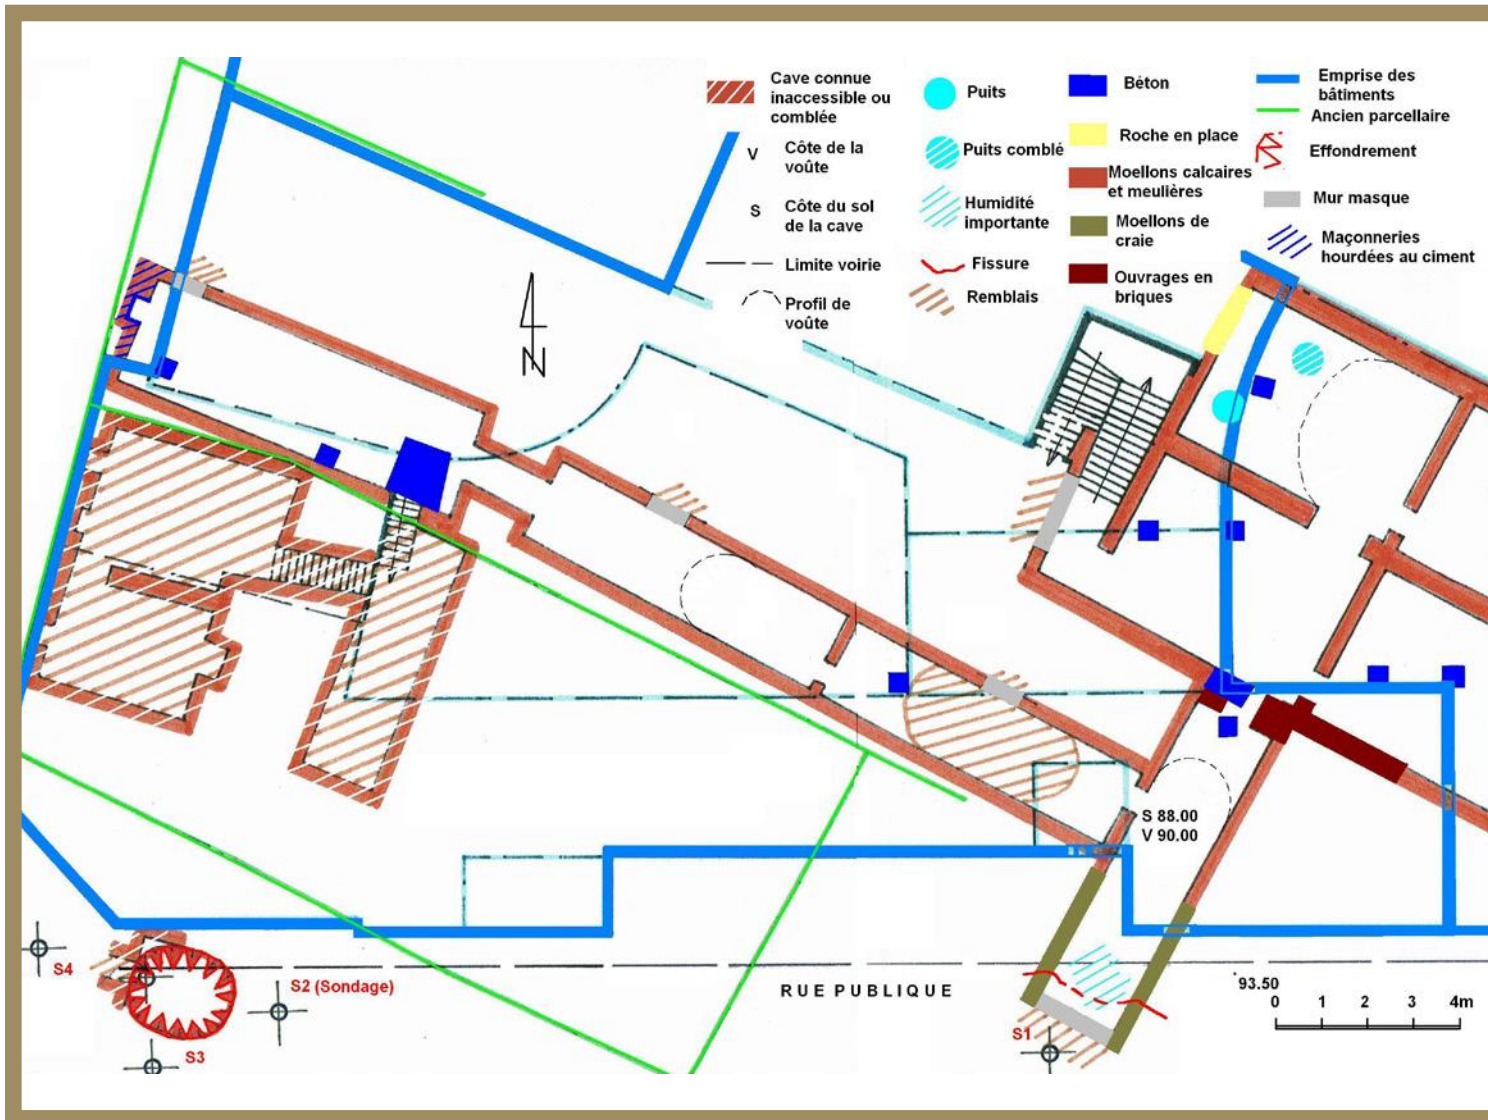 Cave connue
inaccessible ou
comblée
V
Côte de la
voûte
S
Côte du sol
de la cave
Limite voirie
Profil de
voûte
Puits
Puits comblé
Humidité
importante
Fissure
Remblais
Béton
Roche en place
Moellons calcaires
et meulières
Moellons de
craie
Ouvrages en
briques
Emprise des
bâtiments
Ancien parcellaire
Effondrement
Mur masque
Maçonneries
hourdées au ciment
N
S 88.00
V 90.00
S4
S2 (Sondage)
S3
RUE PUBLIQUE
S1
93.50
0 1 2 3 4m